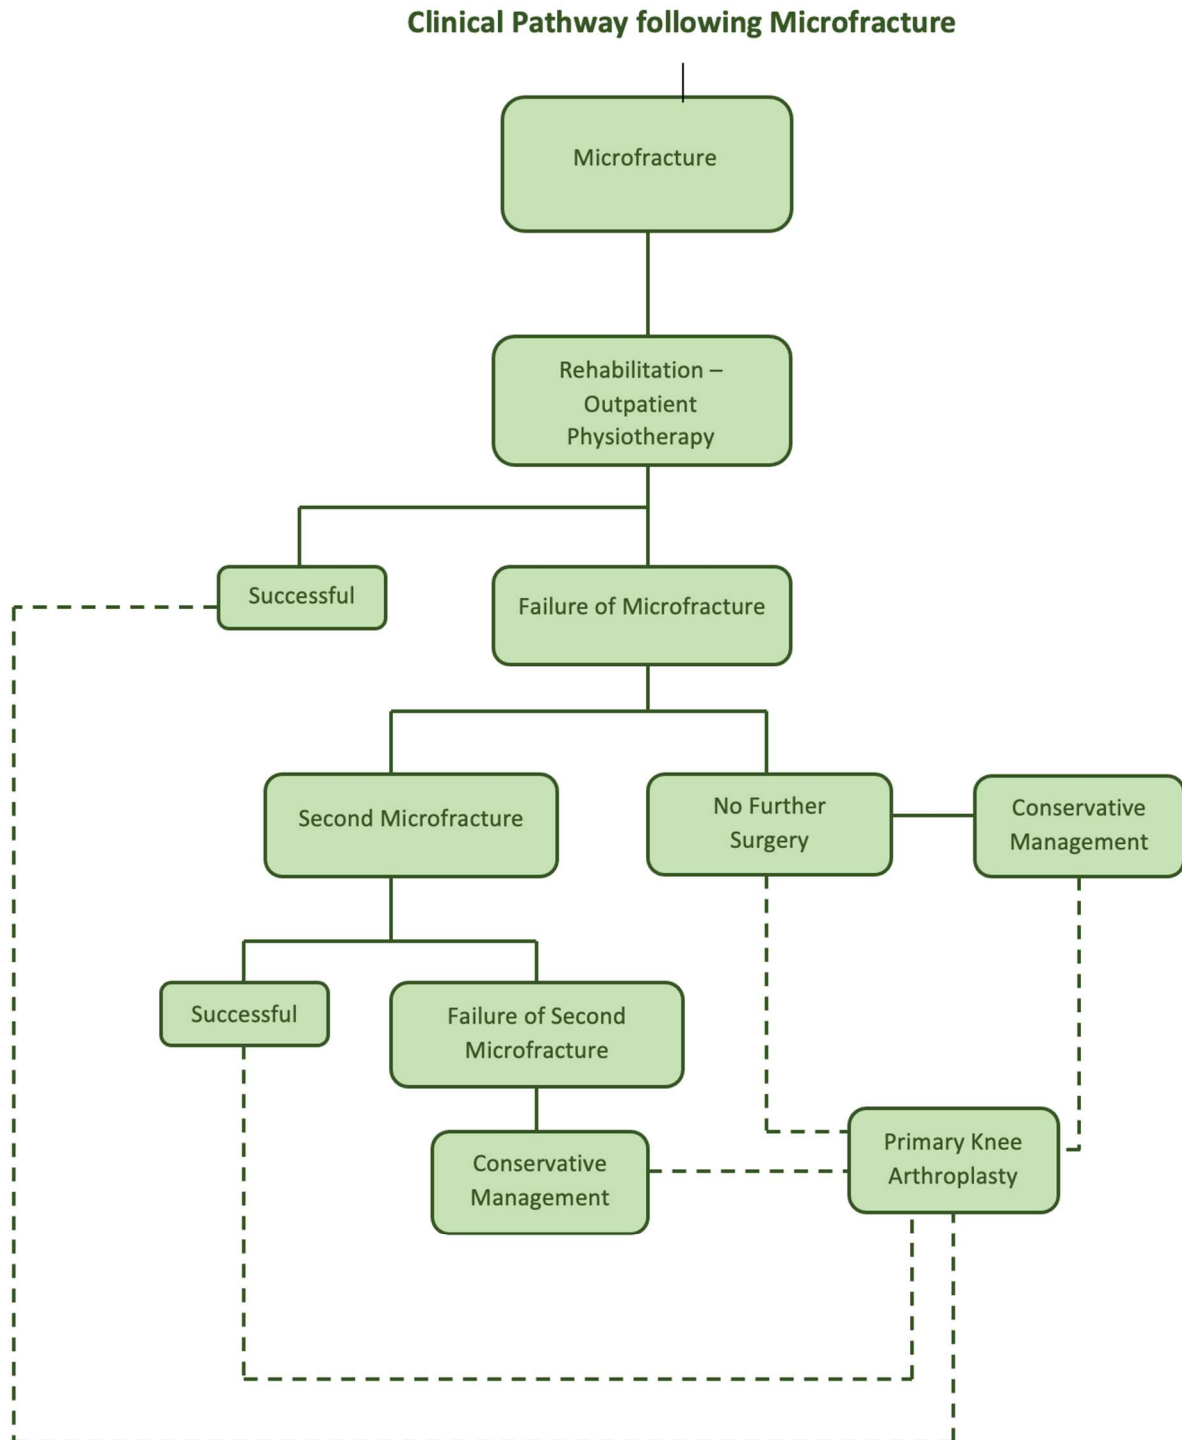 Clinical Pathway following Microfracture
Microfracture
Rehabilitation –
Outpatient
Physiotherapy
Successful
Failure of Microfracture
Second Microfracture
No Further
Surgery
Conservative
Management
Successful
Failure of Second
Microfracture
Conservative
Management
Primary Knee
Arthroplasty